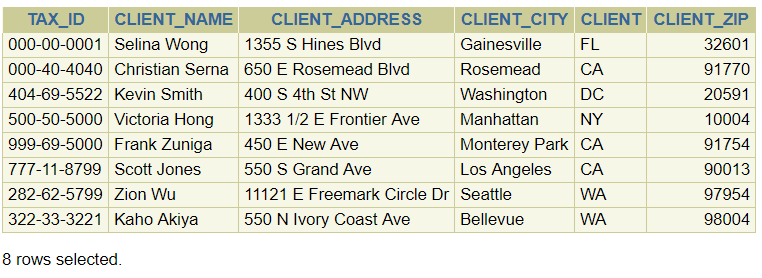 TAX_ID CLIENT_NAME CLIENT_ADDRESS CLIENT_CITY CLIENT CLIENT_ZIP
000-00-0001 Selina Wong 1355 S Hines Blvd Gainesville FL 32601
000-40-4040 Christian Serna 650 E Rosemead Blvd Rosemead CA 91770
404-69-5522 Kevin Smith 400 S 4th St NW Washington DC 20591
500-50-5000 Victoria Hong 1333 1/2 E Frontier Ave Manhattan NY 10004
999-69-5000 Frank Zuniga 450 E New Ave Monterey Park CA 91754
777-11-8799 Scott Jones 550 S Grand Ave Los Angeles CA 90013
282-62-5799 Zion Wu 11121 E Freemark Circle Dr Seattle WA 97954
322-33-3221 Kaho Akiya 550 N Ivory Coast Ave Bellevue WA 98004
8 rows selected.